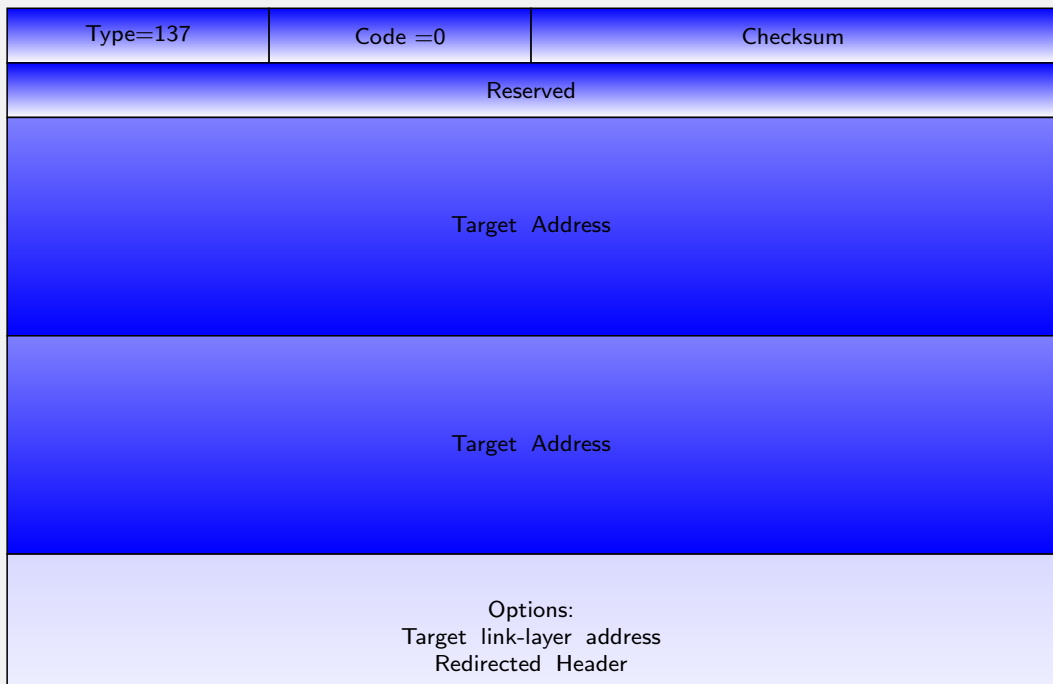 Type=137
Code =0
Checksum
Reserved
Target Address
Target Address
Options:
Target link-layer address
Redirected Header